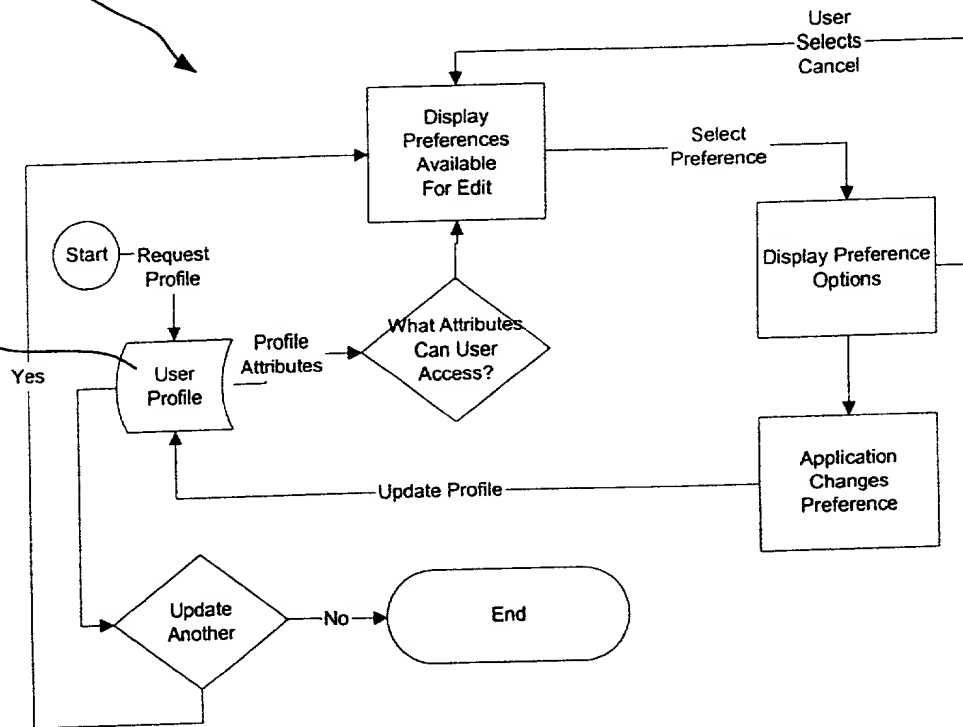 User
Selects
Cancel
Display
Preferences
Available
For Edit
Select
Preference
Start
Request
Profile
Display Preference
Options
What Attributes
Can User
Access?
Profile
Attributes
User
Profile
Yes
Application
Changes
Preference
Update Profile
Update
Another
No
End